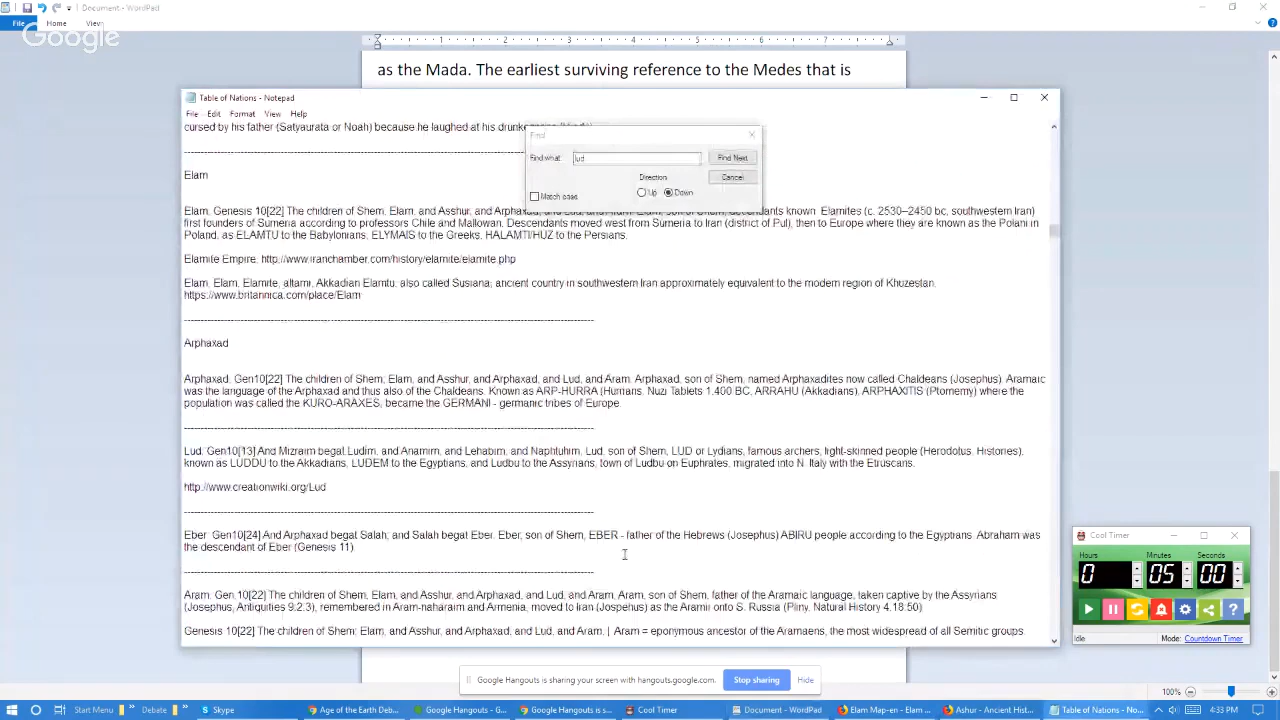 Document - WordPad
File Home View
Google
1 2 3 4 5 6 7
as the Mada. The earliest surviving reference to the Medes that is
Table of Nations - Notepad
File Edit Format View Help
cursed by his father (Satyaurata or Noah) because he laughed at his
Find
Find what: lud Find Next
Direction
Cancel
Match case Up Down
Elam
Elam, Genesis 10[22] The children of Shem, Elam, and Asshur, and Arphaxad, descendants known Elamites (c. 2530–2450 bc, southwestern Iran)
first founders of Sumeria according to professors Chile and Mallowan. Descendants moved west from Sumeria to Iran (district of Pul), then to Europe where they are known as the Polani in
Poland, as ELAMTU to the Babylonians, ELYMAIS to the Greeks, HALAMTI/HUZ to the Persians.
Elamite Empire, http://www.iranchamber.com/history/elamite/elamite.php
Elam, Elam, Elamite, altami, Akkadian Elamtu, also called Susiana, ancient country in southwestern Iran approximately equivalent to the modern region of Khuzestan.
https://www.britannica.com/place/Elam
Arphaxad
Arphaxad, Gen10[22] The children of Shem; Elam, and Asshur, and Arphaxad, and Lud, and Aram. Arphaxad, son of Shem, named Arphaxadites now called Chaldeans (Josephus). Aramaic
was the language of the Arphaxad and thus also of the Chaldeans. Known as ARP-HURRA (Hurrians, Nuzi Tablets 1,400 BC, ARRAHU (Akkadians), ARPHAXITIS (Ptomemy) where the
population was called the KURO-ARAXES, became the GERMANI - germanic tribes of Europe.
Lud, Gen10[13] And Mizraim begat Ludim, and Anamim, and Lehabim, and Naphtuhim, Lud, son of Shem, LUD or Lydians, famous archers, light-skinned people (Herodotus, Histories),
known as LUDDU to the Akkadians, LUDEM to the Egyptians, and Ludbu to the Assyrians, town of Ludbu on Euphrates, migrated into N. Italy with the Etruscans.
http://www.creationwiki.org/Lud
Eber Gen10[24] And Arphaxad begat Salah; and Salah begat Eber. Eber, son of Shem, EBER - father of the Hebrews (Josephus) ABIRU people according to the Egyptians. Abraham was
the descendant of Eber (Genesis 11).
Aram, Gen 10[22] The children of Shem, Elam, and Asshur, and Arphaxad, and Lud, and Aram, Aram, son of Shem, father of the Aramaic language, taken captive by the Assyrians
(Josephus, Antiquities 9:2:3), remembered in Aram-naharim and Armenia, moved to Iran (Jospehus) as the Aramii onto S. Russia (Pliny, Natural History 4.18:50)
Genesis 10[22] The children of Shem; Elam, and Asshur, and Arphaxad, and Lud, and Aram, | Aram = eponymous ancestor of the Aramaens, the most widespread of all Semitic groups.
Cool Timer
Hours Minutes Seconds
0 05 00
Idle Mode: Countdown Timer
Google Hangouts is sharing your screen with hangouts.google.com. Stop sharing Hide
100%
Start Menu Debate Skype Age of the Earth Deb... Google Hangouts - G... Google Hangouts is s... Cool Timer Document - WordPad Elam Map-en - Elam ... Ashur - Ancient Hist... Table of Nations - No... 4:33 PM